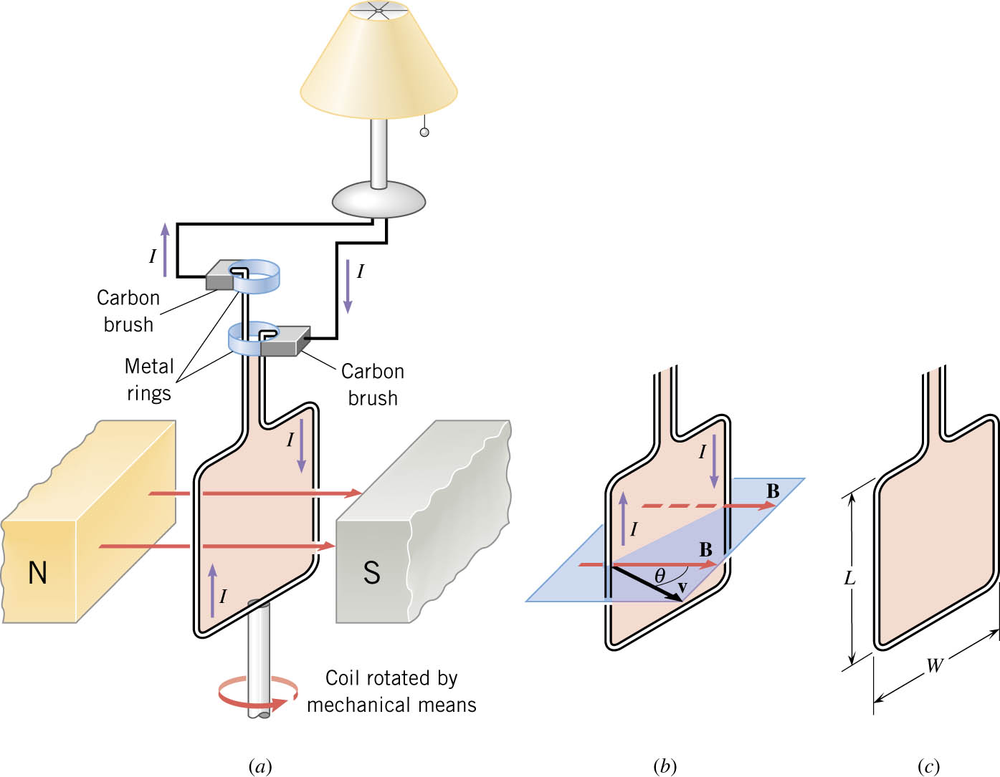 I
I
Carbon
brush
Metal
rings
Carbon
brush
I
N
S
I
Coil rotated by
mechanical means
(a)
I
B
I
B
θ
v
(b)
L
W
(c)